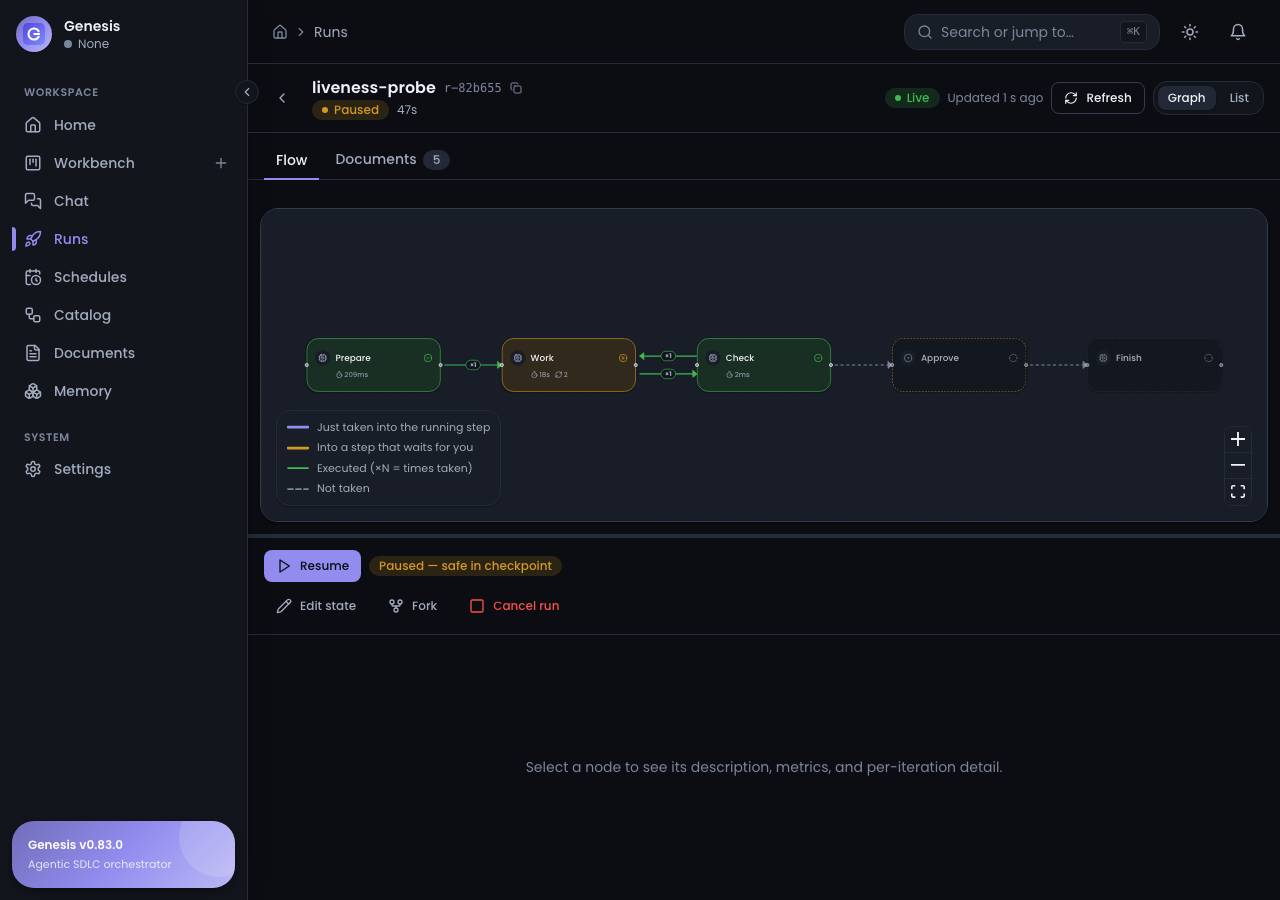 Genesis
None
WORKSPACE
Home
Workbench
Chat
Runs
Schedules
Catalog
Documents
Memory
SYSTEM
Settings
Genesis v0.83.0
Agentic SDLC orchestrator
Runs
Search or jump to...
⌘K
liveness-probe r-82b655
Paused 47s
Live Updated 1 s ago Refresh Graph List
Flow Documents 5
Prepare
209ms
×1
Work
18s 2
×1
×1
Check
2ms
Approve
Finish
Just taken into the running step
Into a step that waits for you
Executed (×N = times taken)
Not taken
Resume Paused — safe in checkpoint
Edit state Fork Cancel run
Select a node to see its description, metrics, and per-iteration detail.